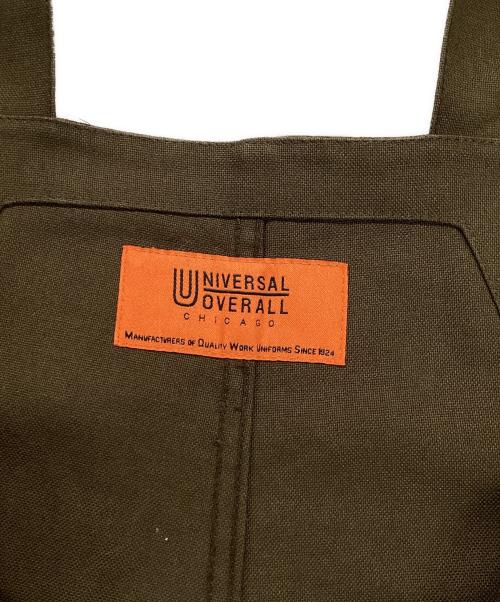 UNIVERSAL
OVERALL
CHICAGO
MANUFACTURERS OF QUALITY WORK UNIFORMS SINCE 1924